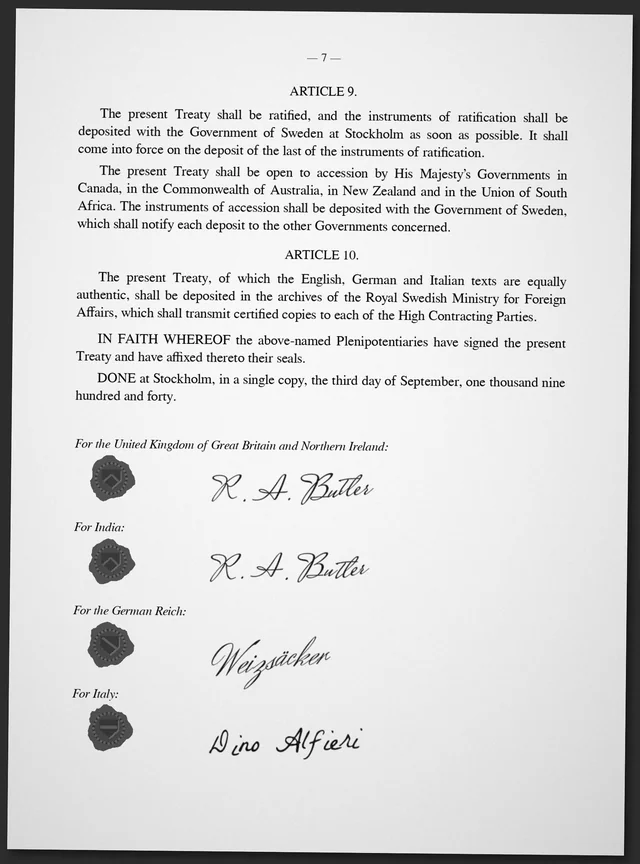 — 7 —
ARTICLE 9.
The present Treaty shall be ratified, and the instruments of ratification shall be
deposited with the Government of Sweden at Stockholm as soon as possible. It shall
come into force on the deposit of the last of the instruments of ratification.
The present Treaty shall be open to accession by His Majesty's Governments in
Canada, in the Commonwealth of Australia, in New Zealand and in the Union of South
Africa. The instruments of accession shall be deposited with the Government of Sweden,
which shall notify each deposit to the other Governments concerned.
ARTICLE 10.
The present Treaty, of which the English, German and Italian texts are equally
authentic, shall be deposited in the archives of the Royal Swedish Ministry for Foreign
Affairs, which shall transmit certified copies to each of the High Contracting Parties.
IN FAITH WHEREOF the above-named Plenipotentiaries have signed the present
Treaty and have affixed thereto their seals.
DONE at Stockholm, in a single copy, the third day of September, one thousand nine
hundred and forty.
For the United Kingdom of Great Britain and Northern Ireland:
R. A. Butler
For India:
R. A. Butler
For the German Reich:
Weizsäcker
For Italy:
Dino Alfieri